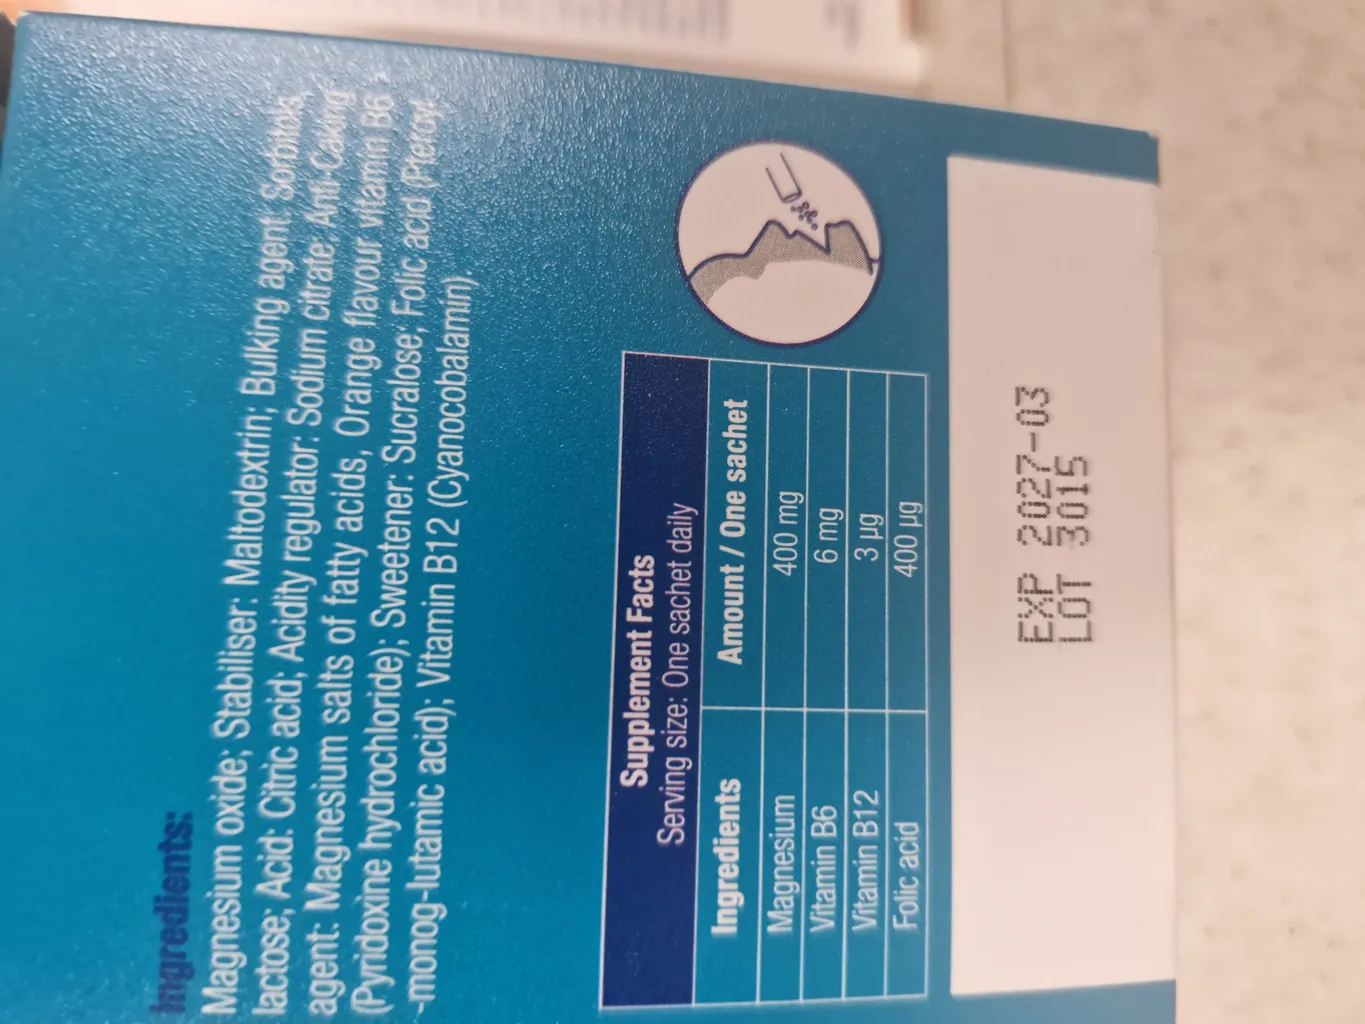 Ingredients:
Magnesium oxide; Stabiliser: Maltodextrin; Bulking agent: Sorbitol,
lactose; Acid: Citric acid; Acidity regulator: Sodium citrate; Anti-Caking
agent: Magnesium salts of fatty acids, Orange flavour vitamin B6
(Pyridoxine hydrochloride); Sweetener: Sucralose; Folic acid (Pteroyl
-monog-lutamic acid); Vitamin B12 (Cyanocobalamin).
Supplement Facts
Serving size: One sachet daily
Ingredients Amount / One sachet
Magnesium 400 mg
Vitamin B6 6 mg
Vitamin B12 3 µg
Folic acid 400 µg
EXP 2027-03
LOT 3015